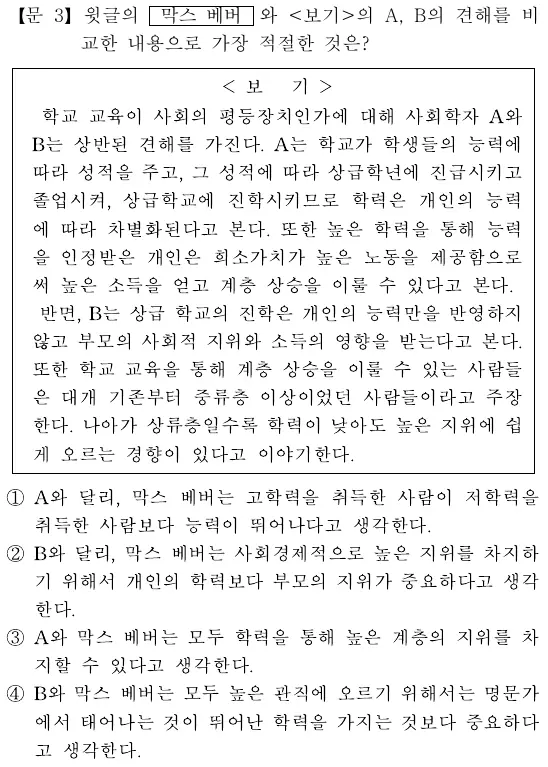 【문 3】 윗글의 막스 베버 와 <보기>의 A, B의 견해를 비
교한 내용으로 가장 적절한 것은?
< 보 기 >
학교 교육이 사회의 평등장치인가에 대해 사회학자 A와
B는 상반된 견해를 가진다. A는 학교가 학생들의 능력에
따라 성적을 주고, 그 성적에 따라 상급학년에 진급시키고
졸업시켜, 상급학교에 진학시키므로 학력은 개인의 능력
에 따라 차별화된다고 본다. 또한 높은 학력을 통해 능력
을 인정받은 개인은 희소가치가 높은 노동을 제공함으로
써 높은 소득을 얻고 계층 상승을 이룰 수 있다고 본다.
반면, B는 상급 학교의 진학은 개인의 능력만을 반영하지
않고 부모의 사회적 지위와 소득의 영향을 받는다고 본다.
또한 학교 교육을 통해 계층 상승을 이룰 수 있는 사람들
은 대개 기존부터 중류층 이상이었던 사람들이라고 주장
한다. 나아가 상류층일수록 학력이 낮아도 높은 지위에 쉽
게 오르는 경향이 있다고 이야기한다.
① A와 달리, 막스 베버는 고학력을 취득한 사람이 저학력을
취득한 사람보다 능력이 뛰어나다고 생각한다.
② B와 달리, 막스 베버는 사회경제적으로 높은 지위를 차지하
기 위해서 개인의 학력보다 부모의 지위가 중요하다고 생각
한다.
③ A와 막스 베버는 모두 학력을 통해 높은 계층의 지위를 차
지할 수 있다고 생각한다.
④ B와 막스 베버는 모두 높은 관직에 오르기 위해서는 명문가
에서 태어나는 것이 뛰어난 학력을 가지는 것보다 중요하다
고 생각한다.